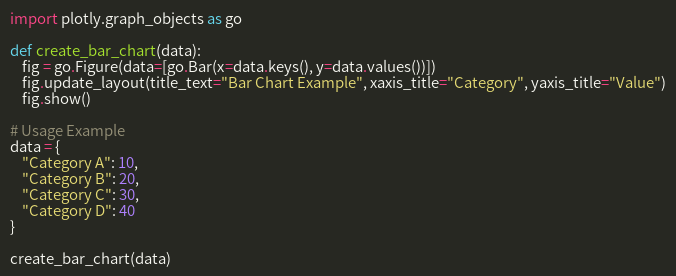 import plotly.graph_objects as go

def create_bar_chart(data):
    fig = go.Figure(data=[go.Bar(x=data.keys(), y=data.values())])
    fig.update_layout(title_text="Bar Chart Example", xaxis_title="Category", yaxis_title="Value")
    fig.show()

# Usage Example
data = {
    "Category A": 10,
    "Category B": 20,
    "Category C": 30,
    "Category D": 40
}

create_bar_chart(data)